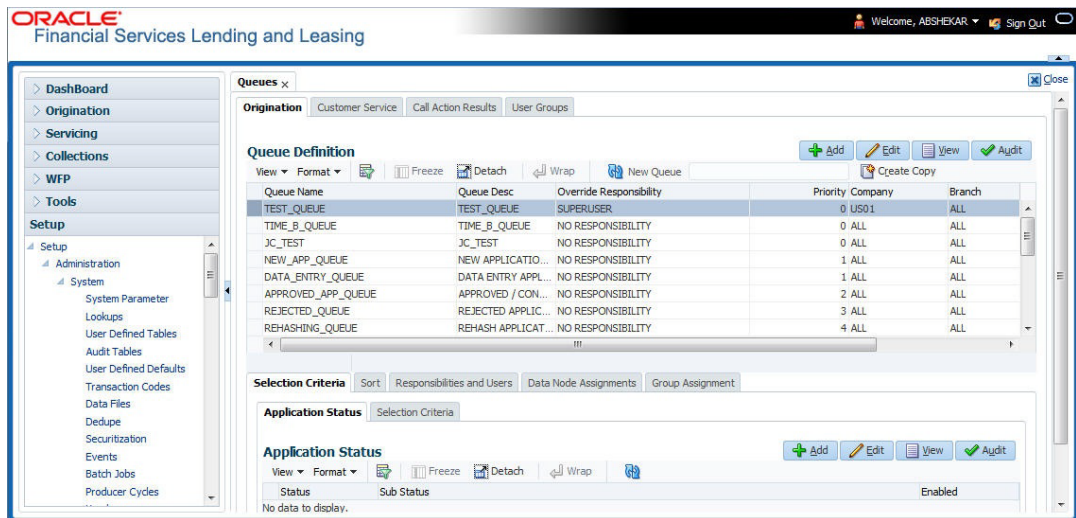 ORACLE®
Financial Services Lending and Leasing
Welcome, ABSHEKAR
Sign Out
DashBoard
Origination
Servicing
Collections
WFP
Tools
Setup
Setup
Administration
System
System Parameter
Lookups
User Defined Tables
Audit Tables
User Defined Defaults
Transaction Codes
Data Files
Dedupe
Securitization
Events
Batch Jobs
Producer Cycles
Queues
Close
Origination Customer Service Call Action Results User Groups
Queue Definition
Add Edit View Audit
View Format Freeze Detach Wrap New Queue Create Copy
Queue Name Queue Desc Override Responsibility Priority Company Branch
TEST_QUEUE TEST_QUEUE SUPERUSER 0 US01 ALL
TIME_B_QUEUE TIME_B_QUEUE NO RESPONSIBILITY 0 ALL ALL
JC_TEST JC_TEST NO RESPONSIBILITY 0 ALL ALL
NEW_APP_QUEUE NEW APPLICATIO... NO RESPONSIBILITY 1 ALL ALL
DATA_ENTRY_QUEUE DATA ENTRY APPL... NO RESPONSIBILITY 1 ALL ALL
APPROVED_APP_QUEUE APPROVED / CON... NO RESPONSIBILITY 2 ALL ALL
REJECTED_QUEUE REJECTED APPLIC... NO RESPONSIBILITY 3 ALL ALL
REHASHING_QUEUE REHASH APPLICAT... NO RESPONSIBILITY 4 ALL ALL
Selection Criteria Sort Responsibilities and Users Data Node Assignments Group Assignment
Application Status Selection Criteria
Application Status
Add Edit View Audit
View Format Freeze Detach Wrap
Status Sub Status Enabled
No data to display.